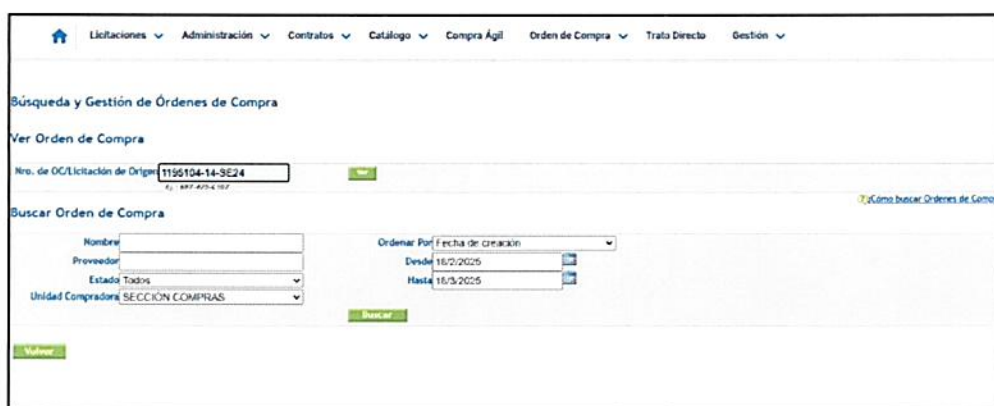 Licitaciones Administración Contratos Catálogo Compra Ágil Orden de Compra Trato Directo Gestión
Búsqueda y Gestión de Órdenes de Compra
Ver Orden de Compra
Nro. de OC/Licitación de Origen 1195104-14-SE24 Ver
Ej.:
¿Cómo buscar Ordenes de Comp
Buscar Orden de Compra
Nombre Ordenar Por Fecha de creación
Proveedor Desde 18/2/2025
Estado Todos Hasta 18/3/2025
Unidad Compradora SECCIÓN COMPRAS
Buscar
Volver